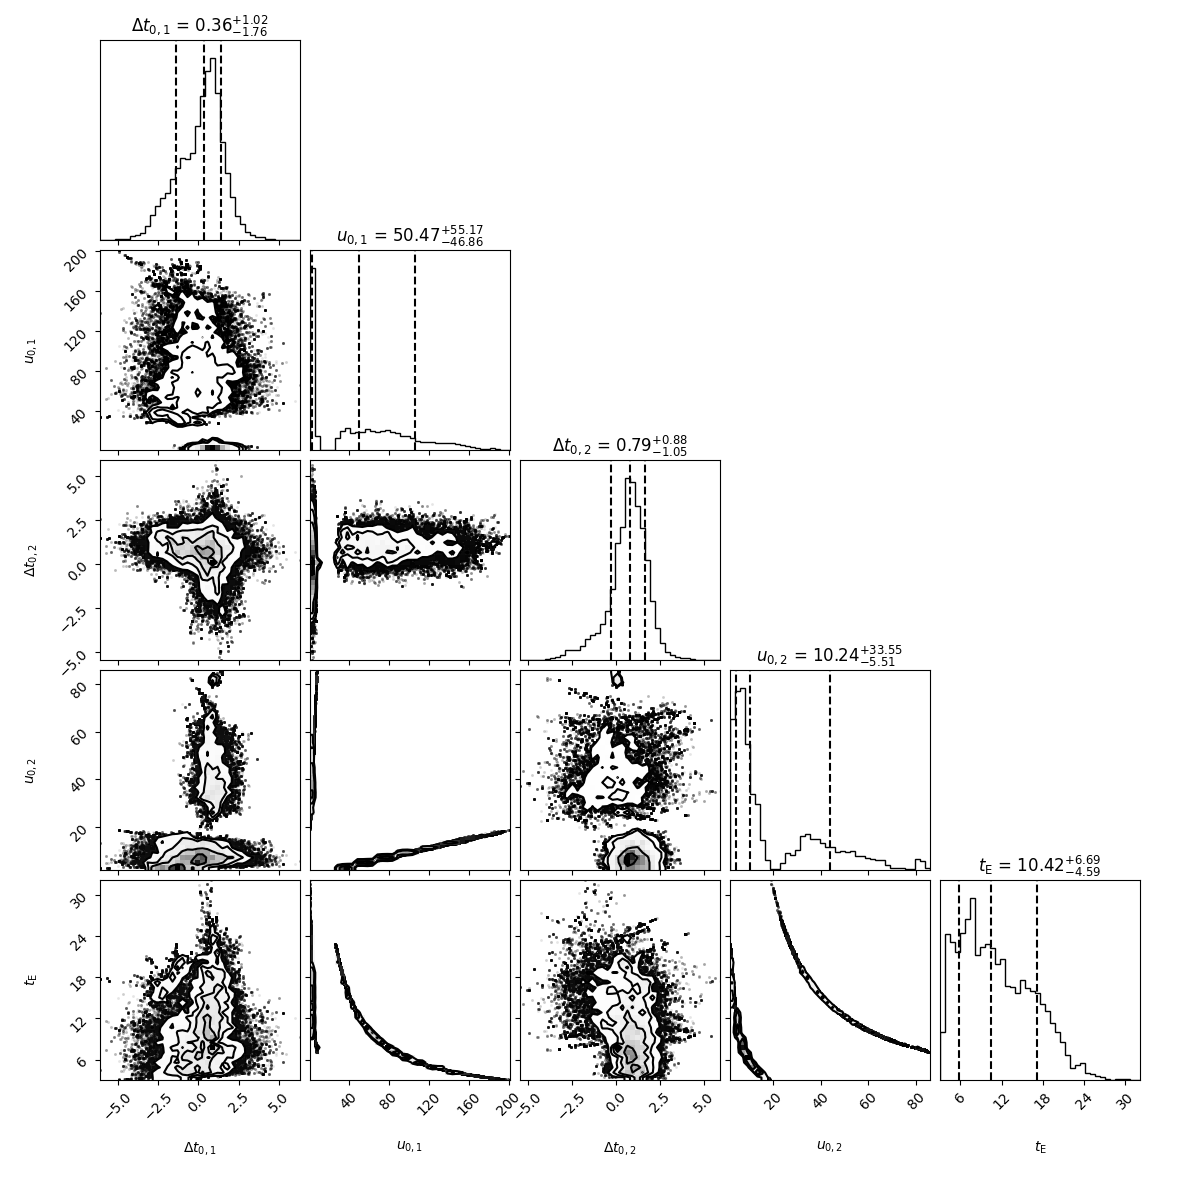 Δt₀,₁ = 0.36⁺¹·⁰²₋₁.₇₆
u₀,₁ = 50.47⁺⁵⁵·¹⁷₋₄₆.₈₆
Δt₀,₂ = 0.79⁺⁰·⁸⁸₋₁.₀₅
u₀,₂ = 10.24⁺³³·⁵⁵₋₅.₅₁
t_E = 10.42⁺⁶·⁶⁹₋₄.₅₉
200
160
120
80
40
u₀,₁
5.0
2.5
0.0
−2.5
−5.0
Δt₀,₂
80
60
40
20
u₀,₂
30
24
18
12
6
t_E
−5.0 −2.5 0.0 2.5 5.0
40 80 120 160 200
−5.0 −2.5 0.0 2.5 5.0
20 40 60 80
6 12 18 24 30
Δt₀,₁ u₀,₁ Δt₀,₂ u₀,₂ t_E